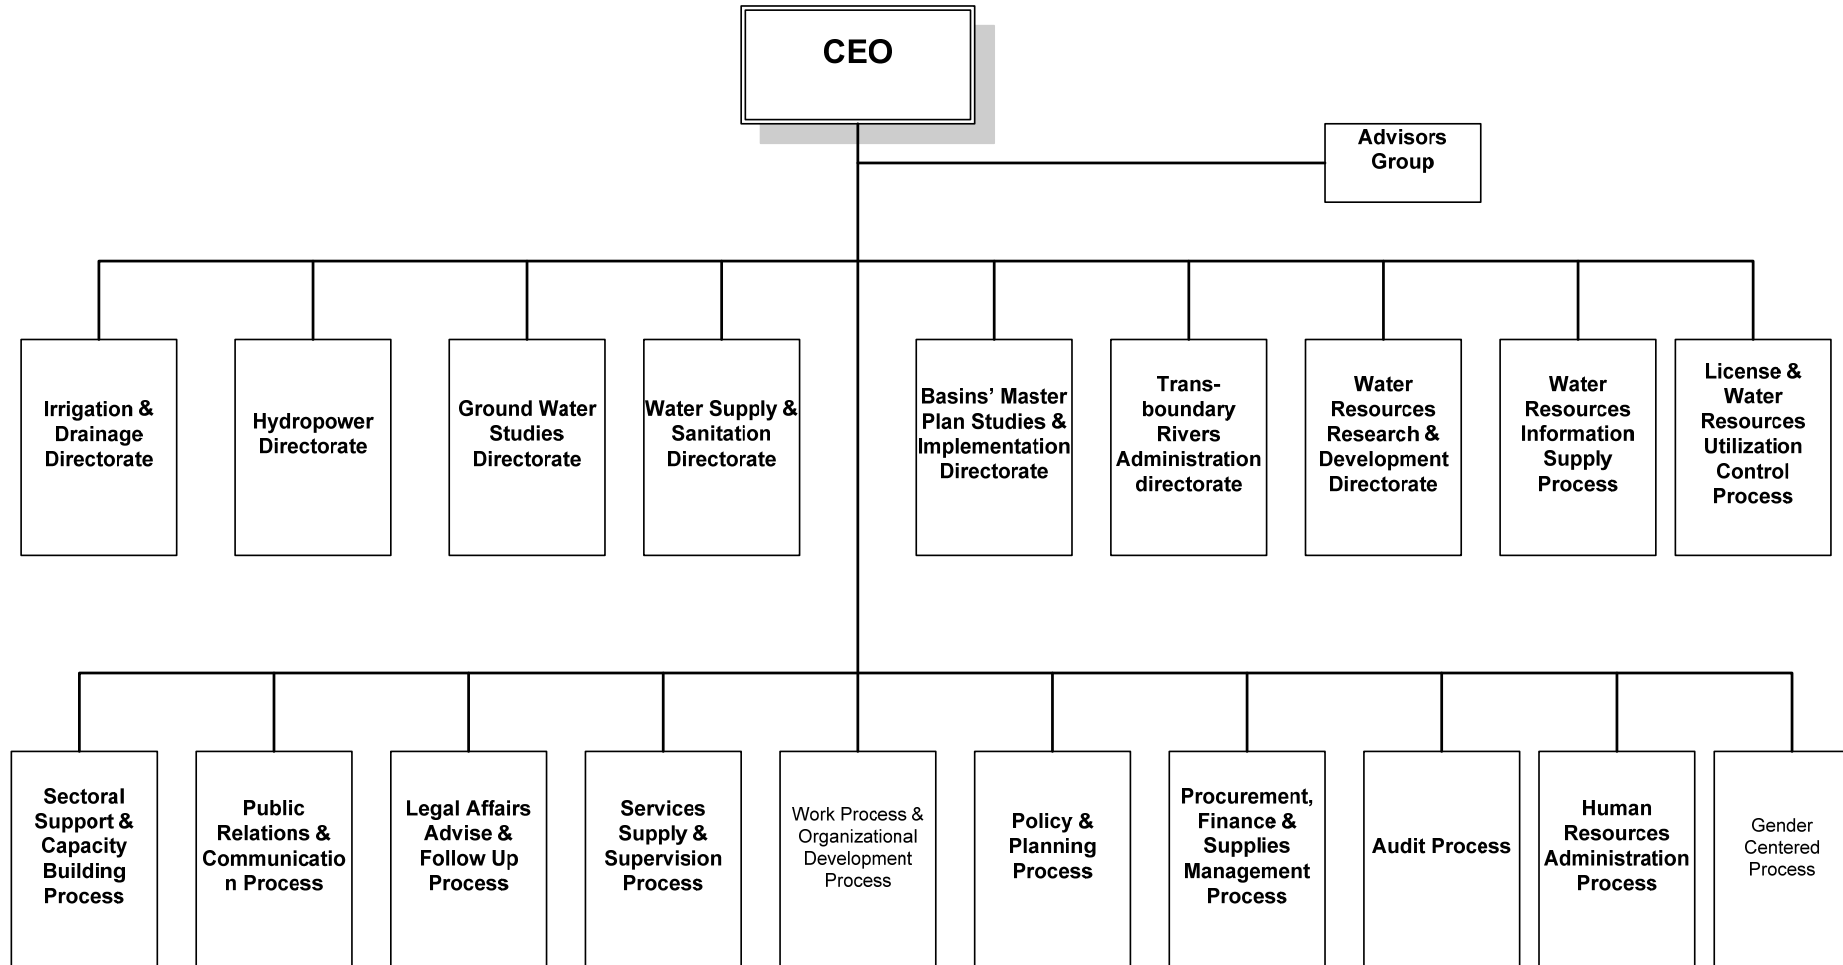 CEO
Advisors
Group
Irrigation &
Drainage
Directorate
Hydropower
Directorate
Ground Water
Studies
Directorate
Water Supply &
Sanitation
Directorate
Basins’ Master
Plan Studies &
Implementation
Directorate
Trans-
boundary
Rivers
Administration
directorate
Water
Resources
Research &
Development
Directorate
Water
Resources
Information
Supply
Process
License &
Water
Resources
Utilization
Control
Process
Sectoral
Support &
Capacity
Building
Process
Public
Relations &
Communicatio
n Process
Legal Affairs
Advise &
Follow Up
Process
Services
Supply &
Supervision
Process
Work Process &
Organizational
Development
Process
Policy &
Planning
Process
Procurement,
Finance &
Supplies
Management
Process
Audit Process
Human
Resources
Administration
Process
Gender
Centered
Process